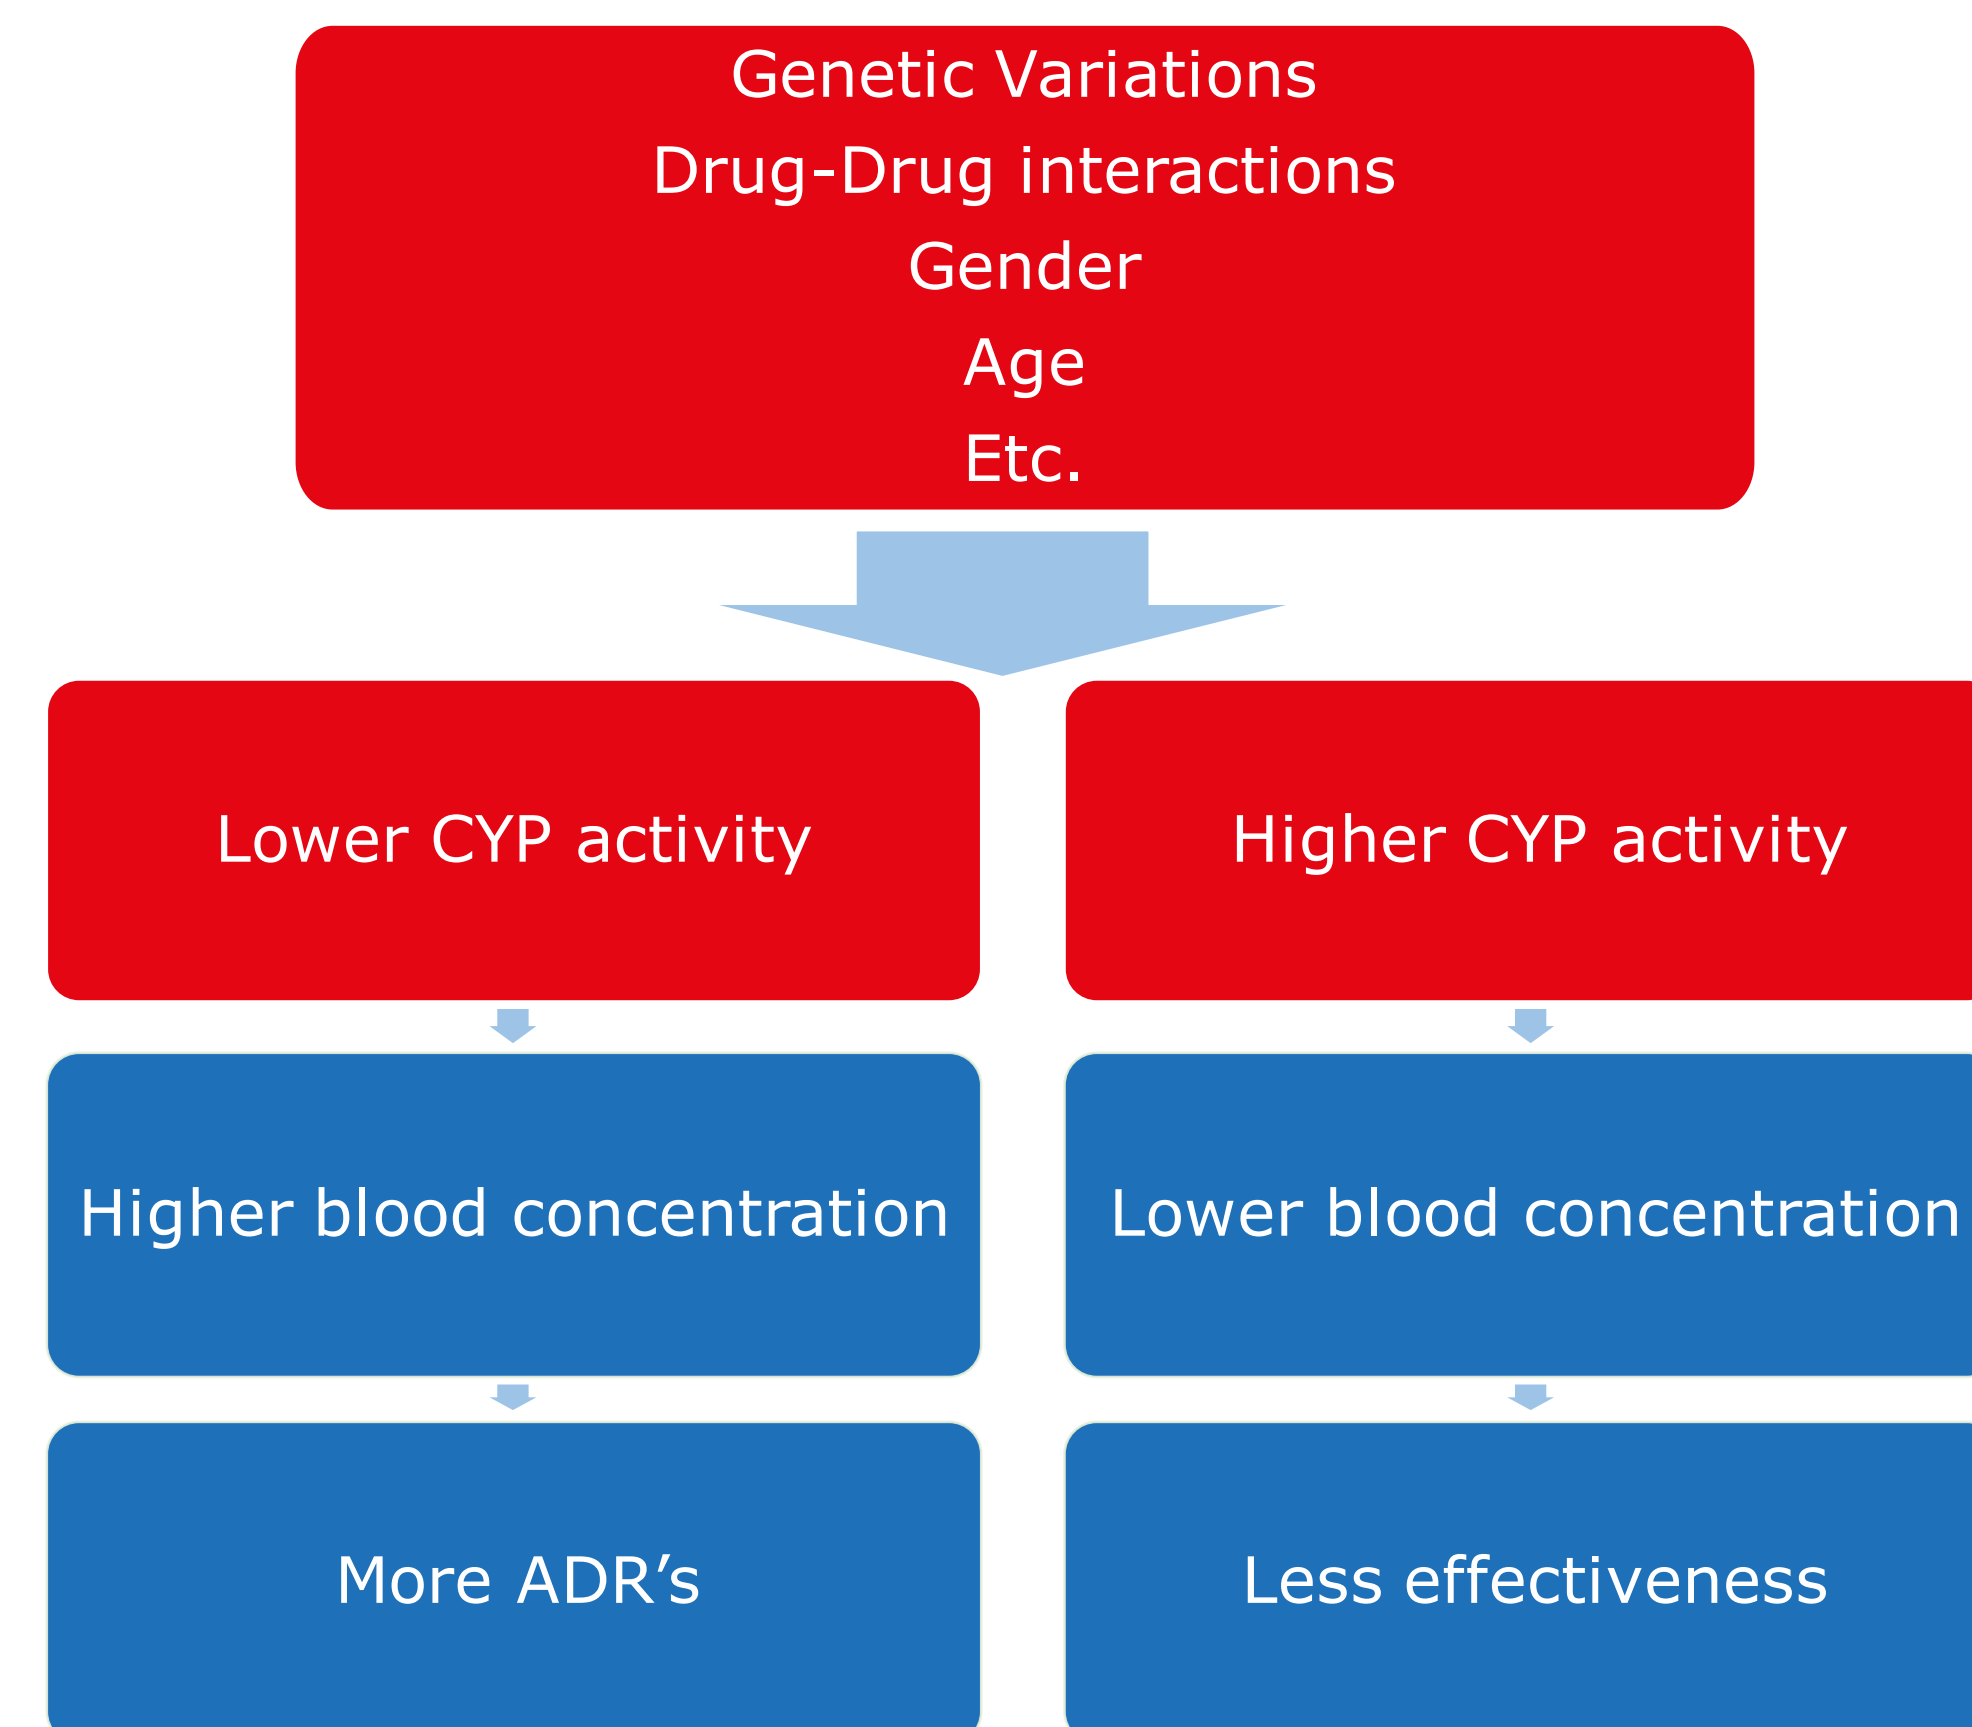 Genetic Variations
Drug-Drug interactions
Gender
Age
Etc.
Lower CYP activity
Higher CYP activity
Higher blood concentration
Lower blood concentration
More ADR’s
Less effectiveness